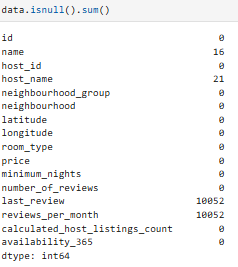 data.isnull().sum()
id 0
name 16
host_id 0
host_name 21
neighbourhood_group 0
neighbourhood 0
latitude 0
longitude 0
room_type 0
price 0
minimum_nights 0
number_of_reviews 0
last_review 10052
reviews_per_month 10052
calculated_host_listings_count 0
availability_365 0
dtype: int64